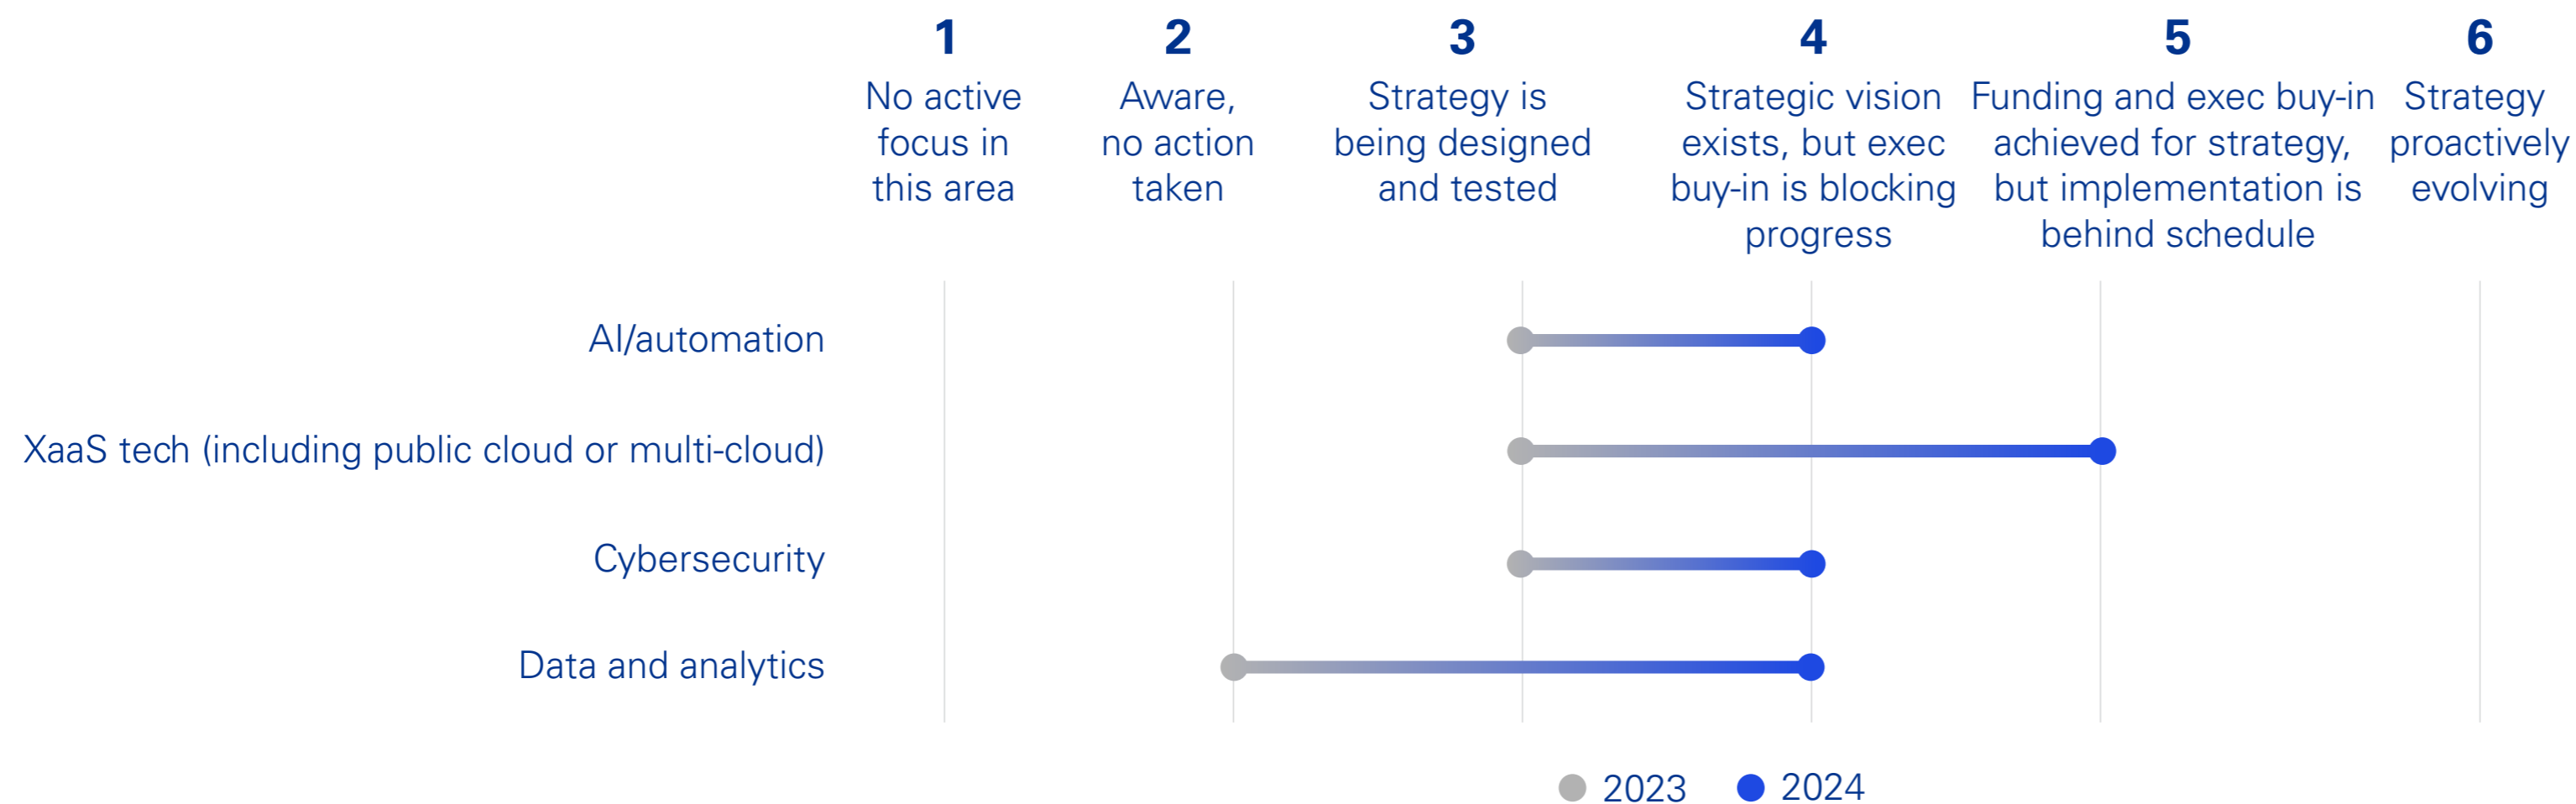 1
No active
focus in
this area
2
Aware,
no action
taken
3
Strategy is
being designed
and tested
4
Strategic vision
exists, but exec
buy-in is blocking
progress
5
Funding and exec buy-in
achieved for strategy,
but implementation is
behind schedule
6
Strategy
proactively
evolving
AI/automation
XaaS tech (including public cloud or multi-cloud)
Cybersecurity
Data and analytics
2023
2024